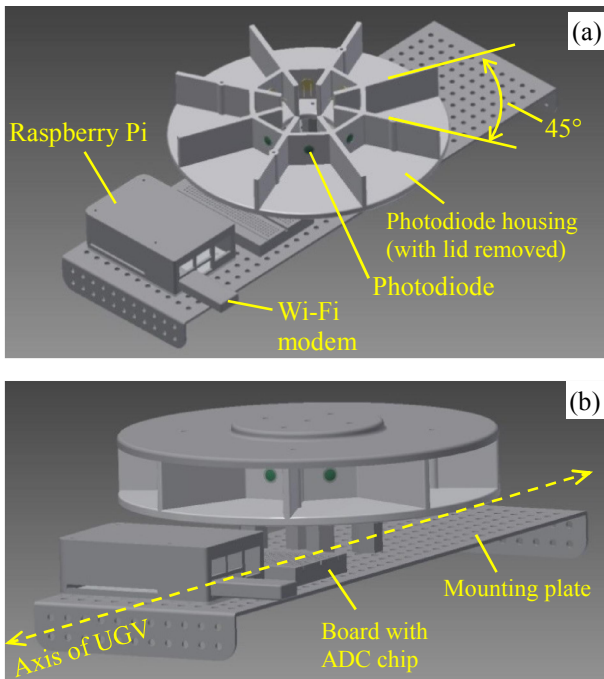 (a)
Raspberry Pi
45°
Photodiode housing
(with lid removed)
Photodiode
Wi-Fi
modem
(b)
Mounting plate
Board with
ADC chip
Axis of UGV